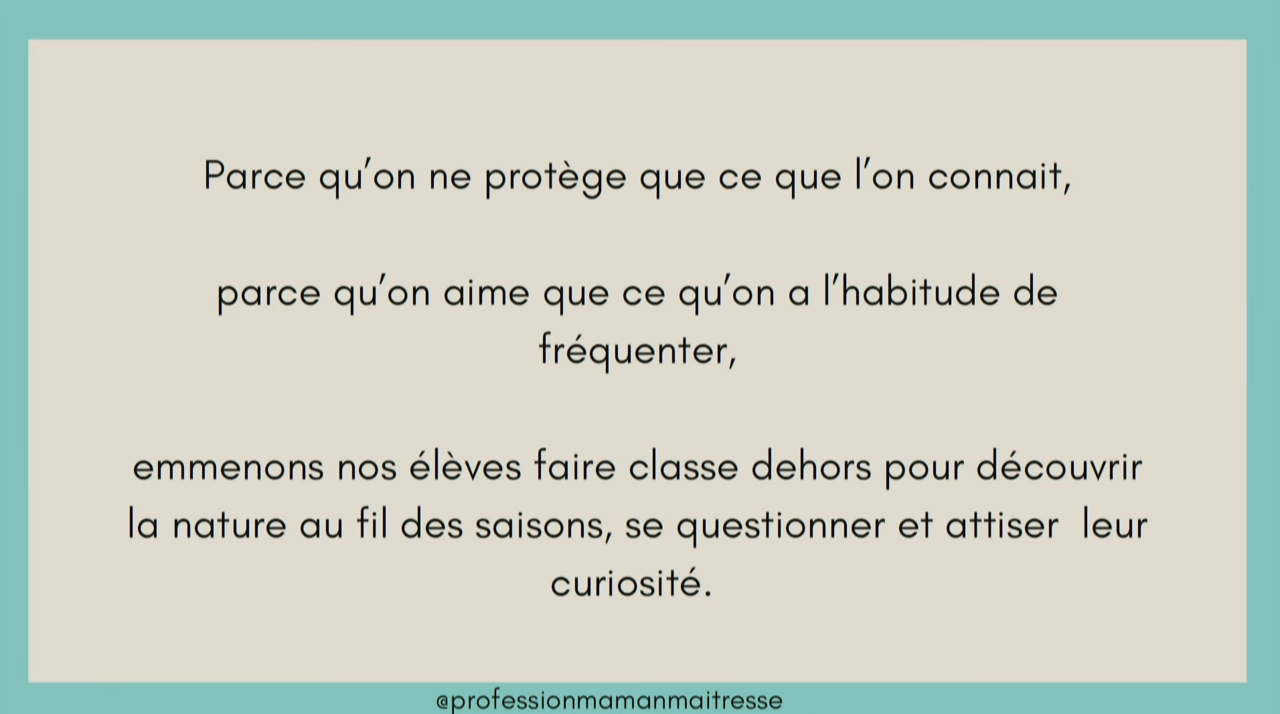 Parce qu’on ne protège que ce que l’on connait,
parce qu’on aime que ce qu’on a l’habitude de
fréquenter,
emmenons nos élèves faire classe dehors pour découvrir
la nature au fil des saisons, se questionner et attiser  leur
curiosité.
@professionmamanmaitresse